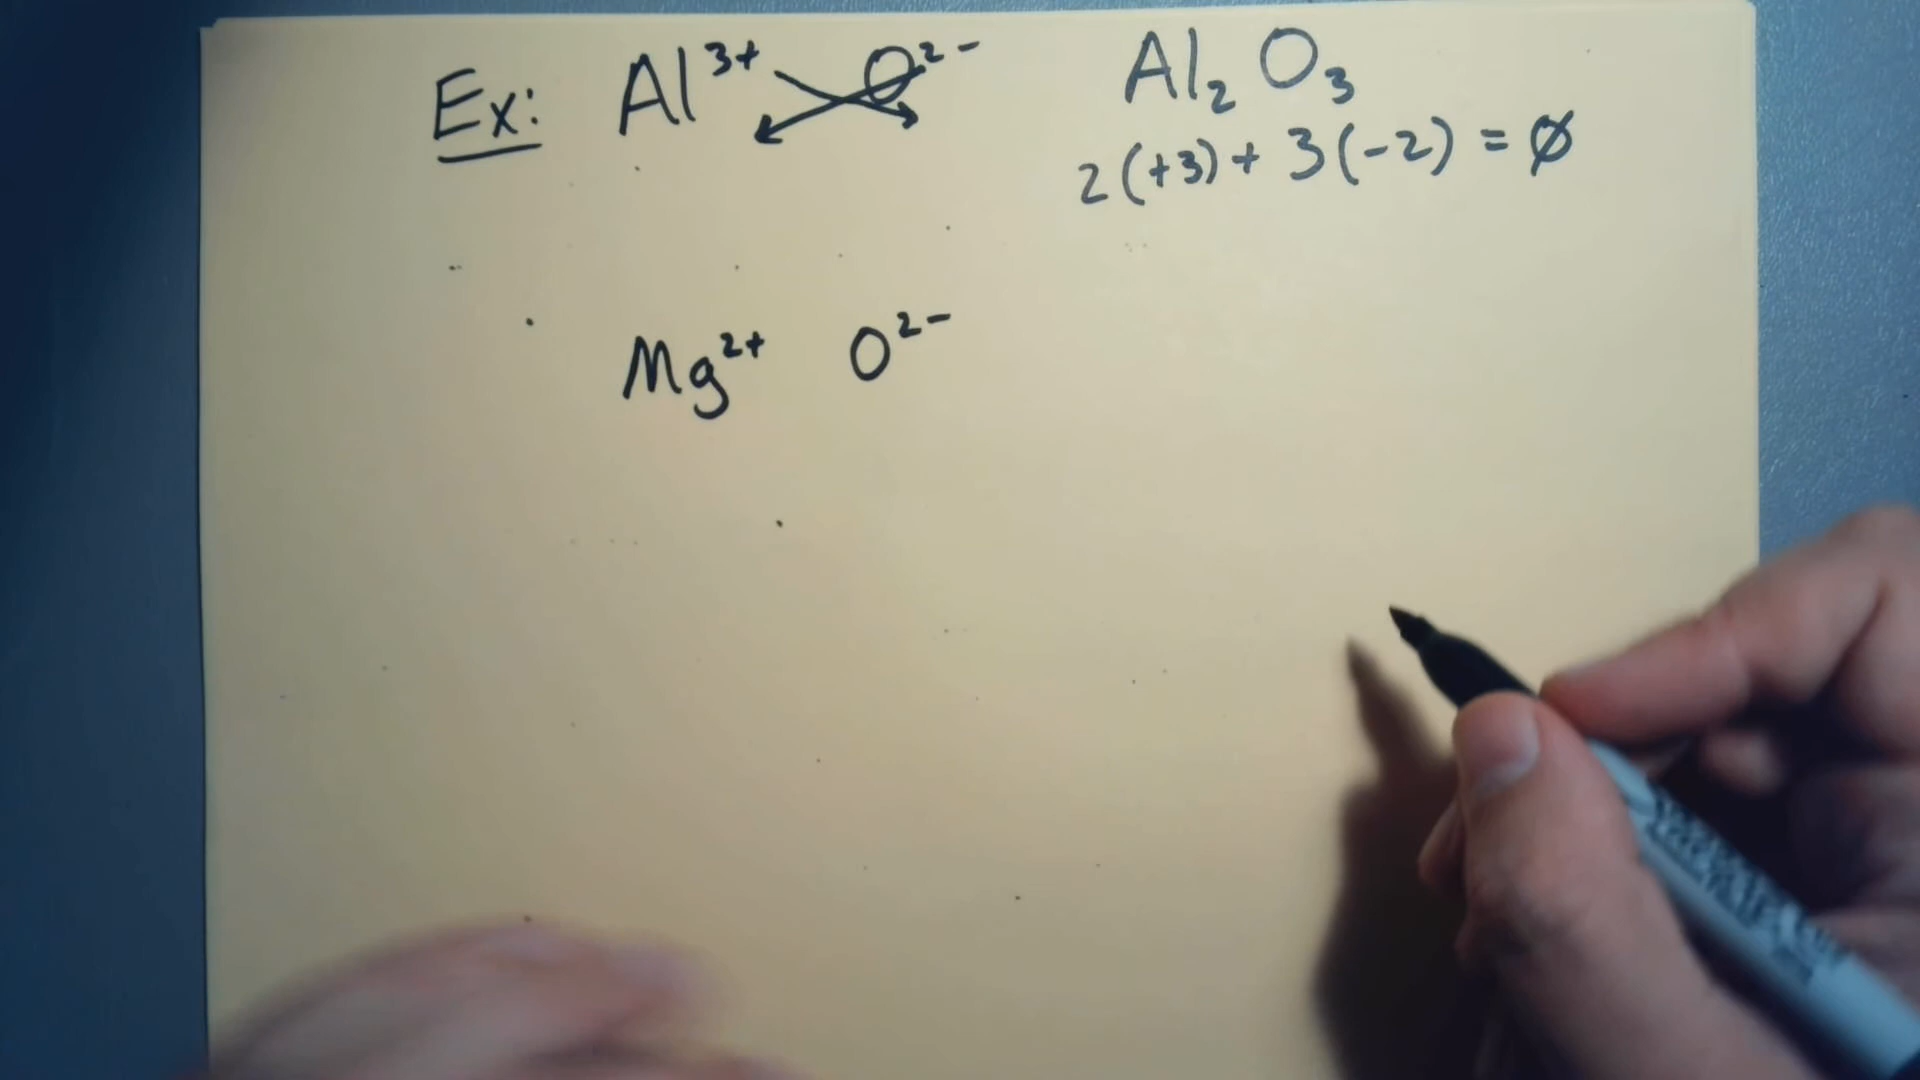 Ex: Al³⁺ O²⁻ Al₂O₃
2(+3) + 3(-2) = ∅
Mg²⁺ O²⁻